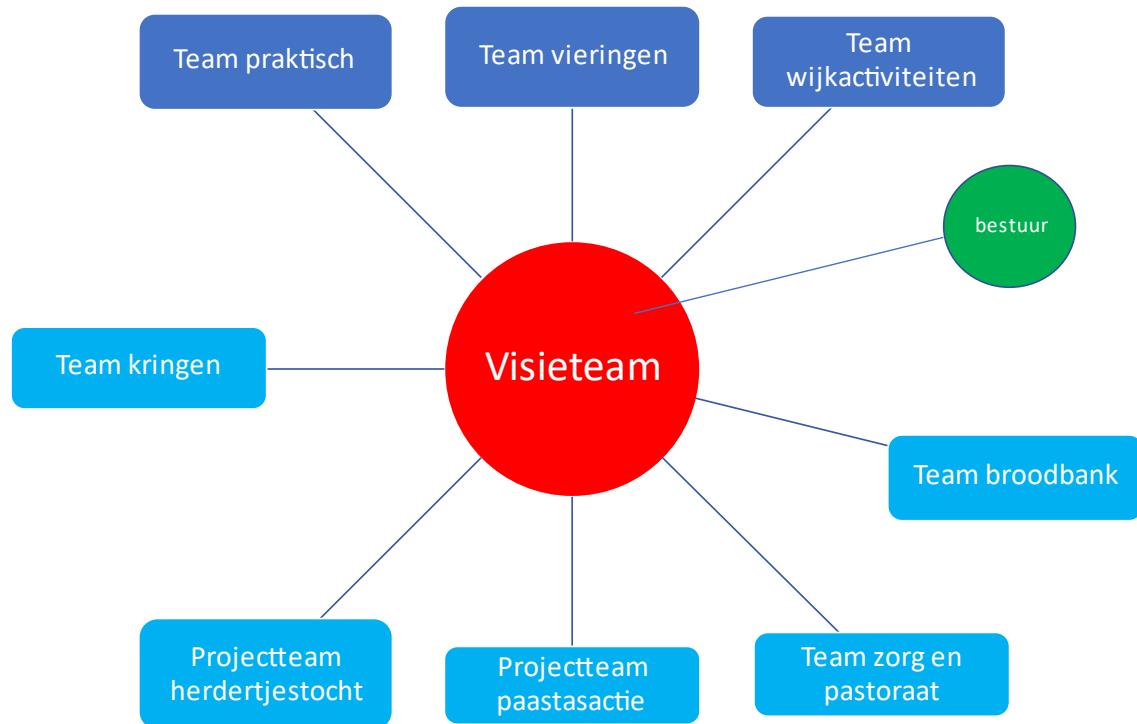 Team praktisch
Team vieringen
Team
wijkactiviteiten
bestuur
Team kringen
Visieteam
Team broodbank
Projectteam
herdertjestocht
Projectteam
paastasactie
Team zorg en
pastoraat